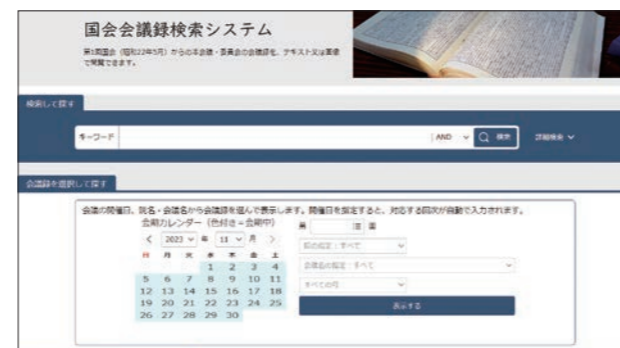 国会会議録検索システム
第1回国会（昭和22年5月）からの本会議・委員会の会議録を、テキスト又は画像
で閲覧できます。
検索して探す
キーワード AND 検索 詳細検索
会議録を選択して探す
会議の開催日、院名・会議名から会議録を選んで表示します。開催日を指定すると、対応する回次が自動で入力されます。
会期カレンダー（色付き＝会期中）
< 2023 年 11 月 >
日 月 火 水 木 金 土
1 2 3 4
5 6 7 8 9 10 11
12 13 14 15 16 17 18
19 20 21 22 23 24 25
26 27 28 29 30
第 回
院の指定：すべて
会議名の指定：すべて
すべての号
表示する